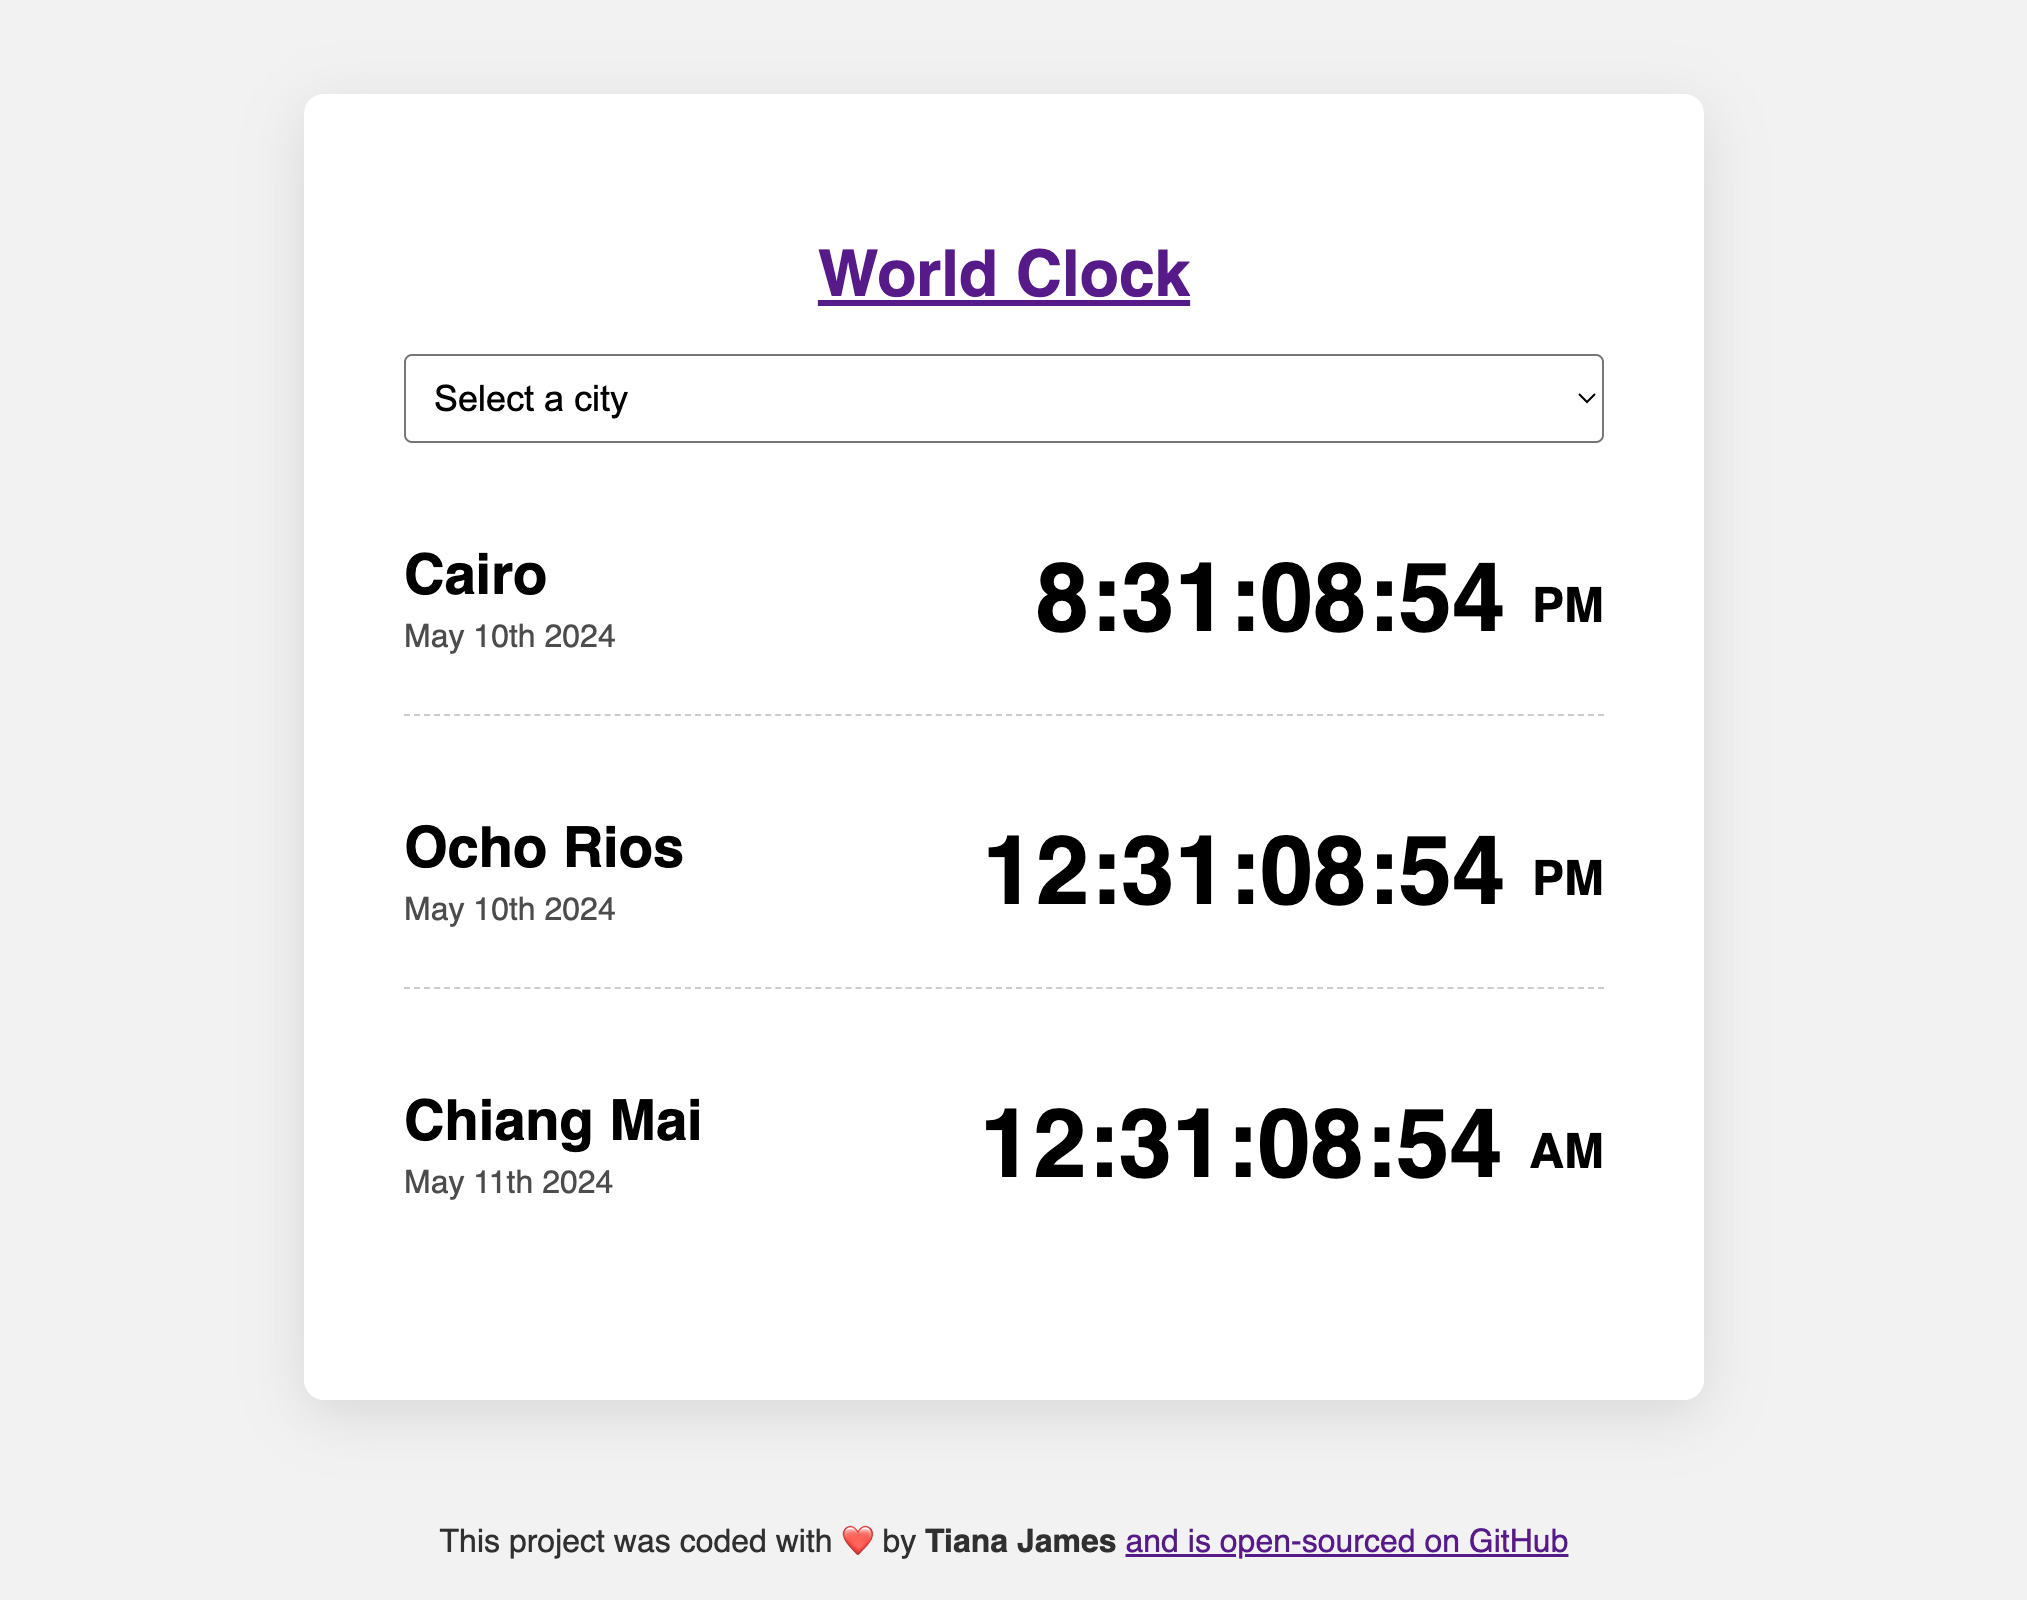 World Clock
Select a city
Cairo
8:31:08:54 PM
May 10th 2024
Ocho Rios
12:31:08:54 PM
May 10th 2024
Chiang Mai
12:31:08:54 AM
May 11th 2024
This project was coded with ❤️ by Tiana James and is open-sourced on GitHub